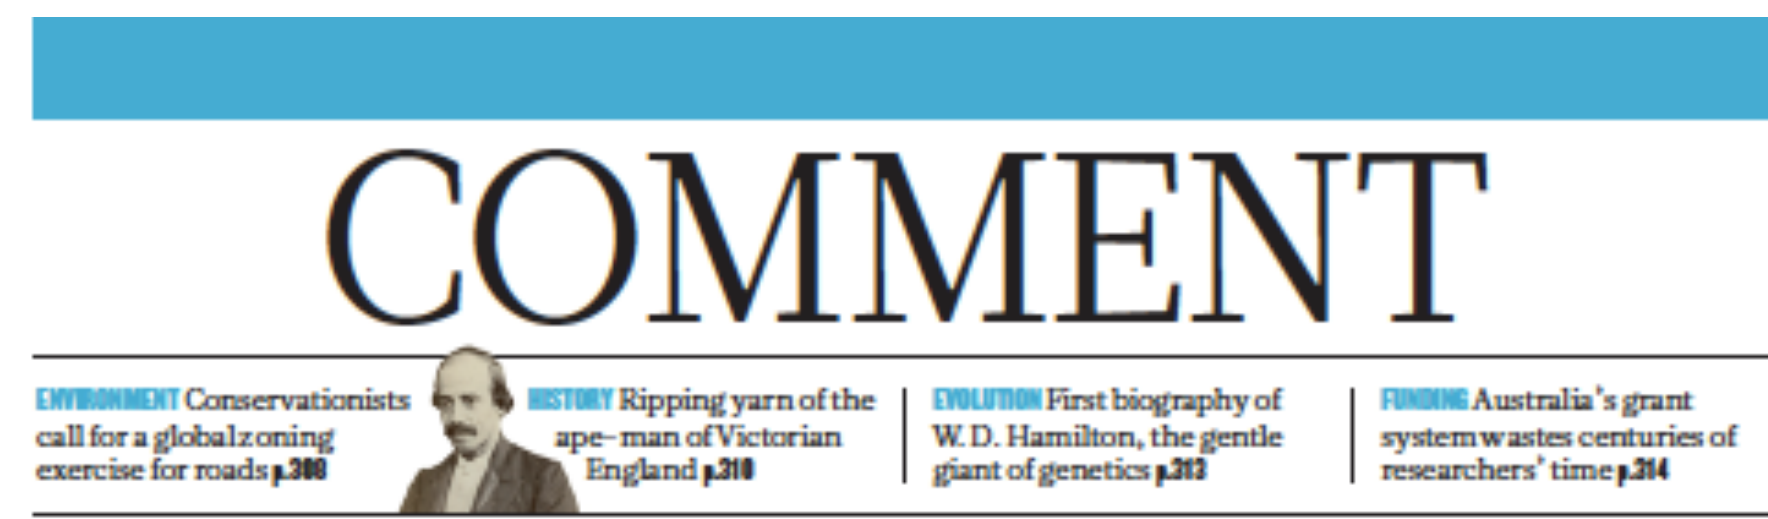 COMMENT
ENVIRONMENT Conservationists
call for a global zoning
exercise for roads p.308
HISTORY Ripping yarn of the
ape-man of Victorian
England p.310
EVOLUTION First biography of
W. D. Hamilton, the gentle
giant of genetics p.313
FUNDING Australia's grant
system wastes centuries of
researchers' time p.314